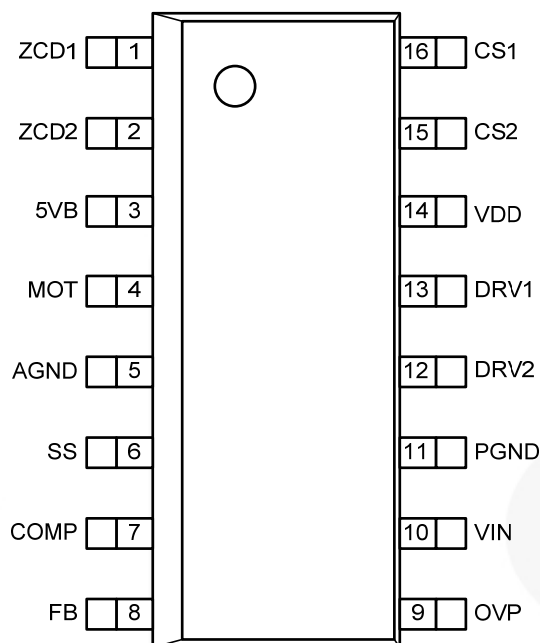 ZCD1 1 16 CS1
ZCD2 2 15 CS2
5VB 3 14 VDD
MOT 4 13 DRV1
AGND 5 12 DRV2
SS 6 11 PGND
COMP 7 10 VIN
FB 8 9 OVP